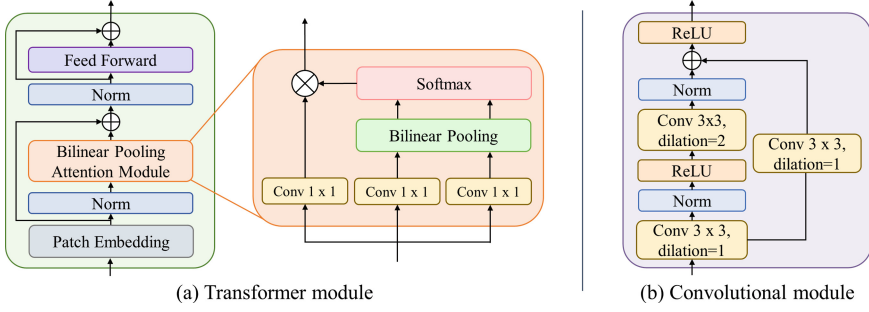 Feed Forward
Norm
Bilinear Pooling
Attention Module
Norm
Patch Embedding
Softmax
Bilinear Pooling
Conv 1 x 1
Conv 1 x 1
Conv 1 x 1
(a) Transformer module
ReLU
Norm
Conv 3x3,
dilation=2
ReLU
Norm
Conv 3 x 3,
dilation=1
Conv 3 x 3,
dilation=1
(b) Convolutional module